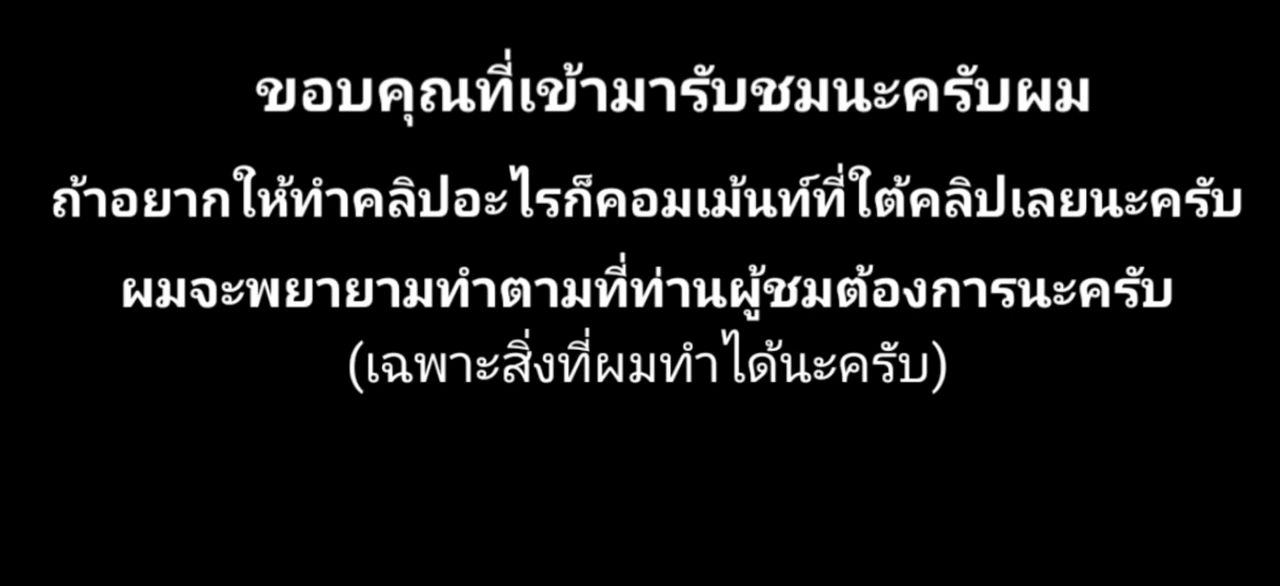 ขอบคุณที่เข้ามารับชมนะครับผม
ถ้าอยากให้ทำคลิปอะไรก็คอมเม้นท์ที่ใต้คลิปเลยนะครับ
ผมจะพยายามทำตามที่ท่านผู้ชมต้องการนะครับ
(เฉพาะสิ่งที่ผมทำได้นะครับ)